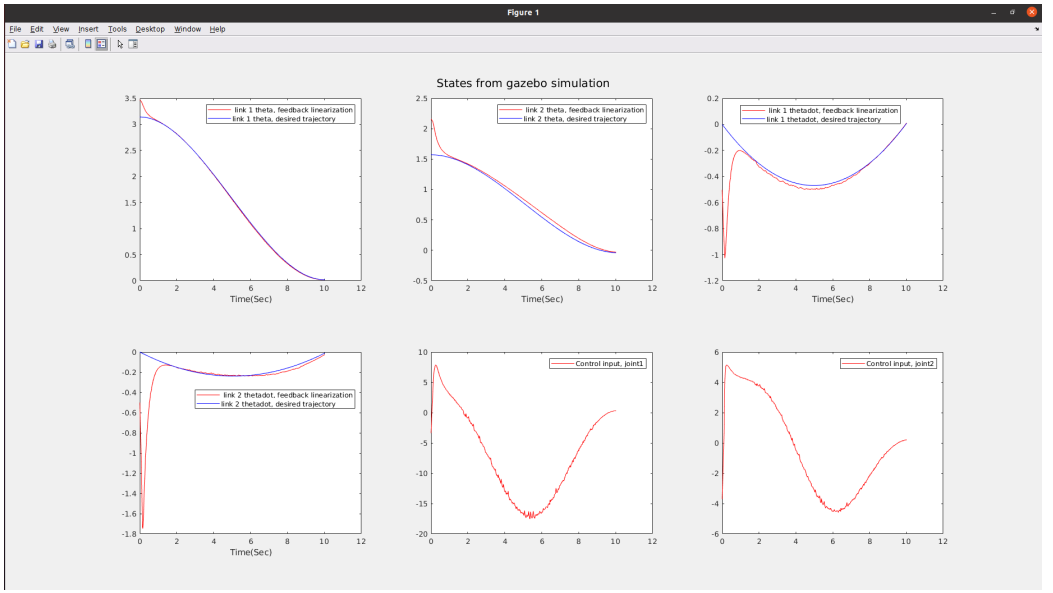 Figure 1
File Edit View Insert Tools Desktop Window Help
States from gazebo simulation
3.5
3
2.5
2
1.5
1
0.5
0
link 1 theta, feedback linearization
link 1 theta, desired trajectory
0 2 4 6 8 10 12
Time(Sec)
2.5
2
1.5
1
0.5
0
-0.5
link 2 theta, feedback linearization
link 2 theta, desired trajectory
0 2 4 6 8 10 12
Time(Sec)
0.2
0
-0.2
-0.4
-0.6
-0.8
-1
-1.2
link 1 thetadot, feedback linearization
link 1 thetadot, desired trajectory
0 2 4 6 8 10 12
Time(Sec)
0
-0.2
-0.4
-0.6
-0.8
-1
-1.2
-1.4
-1.6
-1.8
link 2 thetadot, feedback linearization
link 2 thetadot, desired trajectory
0 2 4 6 8 10 12
Time(Sec)
10
5
0
-5
-10
-15
-20
Control input, joint1
0 2 4 6 8 10 12
6
4
2
0
-2
-4
-6
Control input, joint2
0 2 4 6 8 10 12